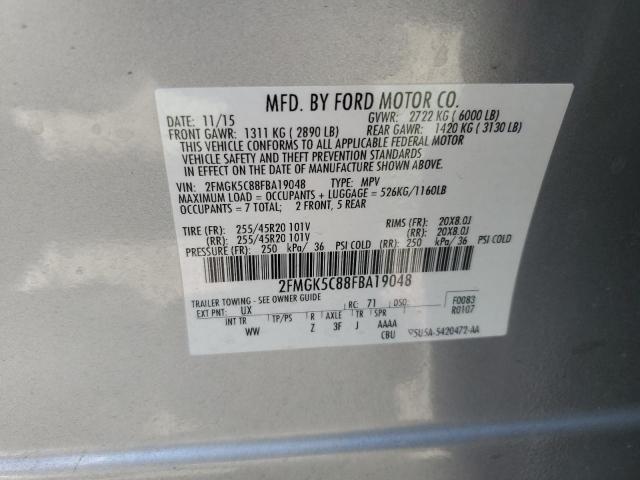 MFD. BY FORD MOTOR CO.
DATE: 11/15 GVWR: 2722 KG ( 6000 LB)
FRONT GAWR: 1311 KG ( 2890 LB) REAR GAWR: 1420 KG ( 3130 LB)
THIS VEHICLE CONFORMS TO ALL APPLICABLE FEDERAL MOTOR
VEHICLE SAFETY AND THEFT PREVENTION STANDARDS
IN EFFECT ON THE DATE OF MANUFACTURE SHOWN ABOVE.
VIN: 2FMGK5C88FBA19048 TYPE: MPV
MAXIMUM LOAD = OCCUPANTS + LUGGAGE = 526KG/1160LB
OCCUPANTS = 7 TOTAL; 2 FRONT, 5 REAR
TIRE (FR): 255/45R20 101V RIMS (FR): 20X8.0J
(RR): 255/45R20 101V (RR): 20X8.0J
PRESSURE (FR): 250 kPa/ 36 PSI COLD (RR): 250 kPa/ 36 PSI COLD
2FMGK5C88FBA19048
TRAILER TOWING - SEE OWNER GUIDE
EXT PNT: UX RC: 71 DSO: F0083
R0107
INT TR TP/PS R AXLE TR SPR
WW Z 3F J AAAA
CBU 5U5A-5420472-AA